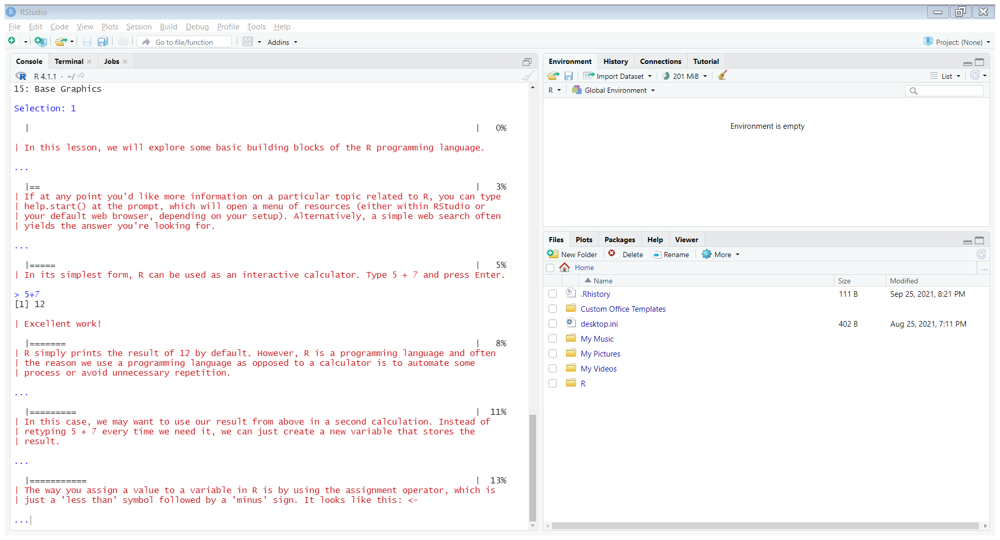 RStudio
File Edit Code View Plots Session Build Debug Profile Tools Help
Go to file/function Addins Project: (None)
Console Terminal Jobs
R 4.1.1 · ~/
15: Base Graphics
Selection: 1
| | 0%
| In this lesson, we will explore some basic building blocks of the R programming language.
...
|== | 3%
| If at any point you'd like more information on a particular topic related to R, you can type
| help.start() at the prompt, which will open a menu of resources (either within RStudio or
| your default web browser, depending on your setup). Alternatively, a simple web search often
| yields the answer you're looking for.
...
|===== | 5%
| In its simplest form, R can be used as an interactive calculator. Type 5 + 7 and press Enter.
> 5+7
[1] 12
| Excellent work!
|======= | 8%
| R simply prints the result of 12 by default. However, R is a programming language and often
| the reason we use a programming language as opposed to a calculator is to automate some
| process or avoid unnecessary repetition.
...
|========= | 11%
| In this case, we may want to use our result from above in a second calculation. Instead of
| retyping 5 + 7 every time we need it, we can just create a new variable that stores the
| result.
...
|=========== | 13%
| The way you assign a value to a variable in R is by using the assignment operator, which is
| just a 'less than' symbol followed by a 'minus' sign. It looks like this: <-
...
Environment History Connections Tutorial
Import Dataset 201 MiB List
R Global Environment
Environment is empty
Files Plots Packages Help Viewer
New Folder Delete Rename More
Home ...
Name Size Modified
.Rhistory 111 B Sep 25, 2021, 8:21 PM
Custom Office Templates
desktop.ini 402 B Aug 25, 2021, 7:11 PM
My Music
My Pictures
My Videos
R